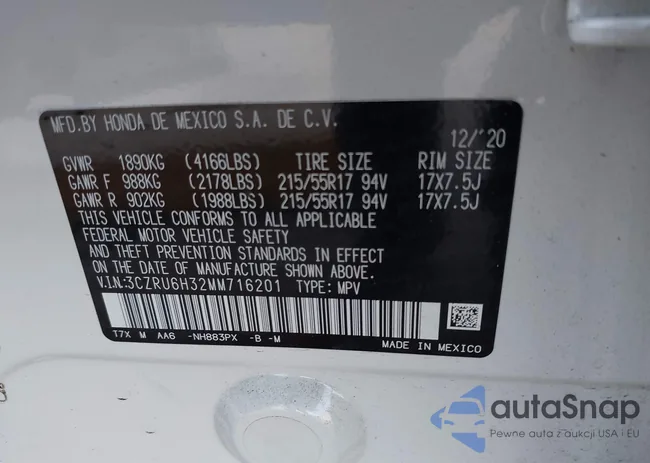 MFD.BY HONDA DE MEXICO S.A. DE C.V. 12/'20
GVWR 1890KG (4166LBS) TIRE SIZE RIM SIZE
GAWR F 988KG (2178LBS) 215/55R17 94V 17X7.5J
GAWR R 902KG (1988LBS) 215/55R17 94V 17X7.5J
THIS VEHICLE CONFORMS TO ALL APPLICABLE
FEDERAL MOTOR VEHICLE SAFETY
AND THEFT PREVENTION STANDARDS IN EFFECT
ON THE DATE OF MANUFACTURE SHOWN ABOVE.
V.I.N:3CZRU6H32MM716201 TYPE: MPV
T7X M AA6 -NH883PX -B -M
MADE IN MEXICO
autaSnap
Pewne auta z aukcji USA i EU